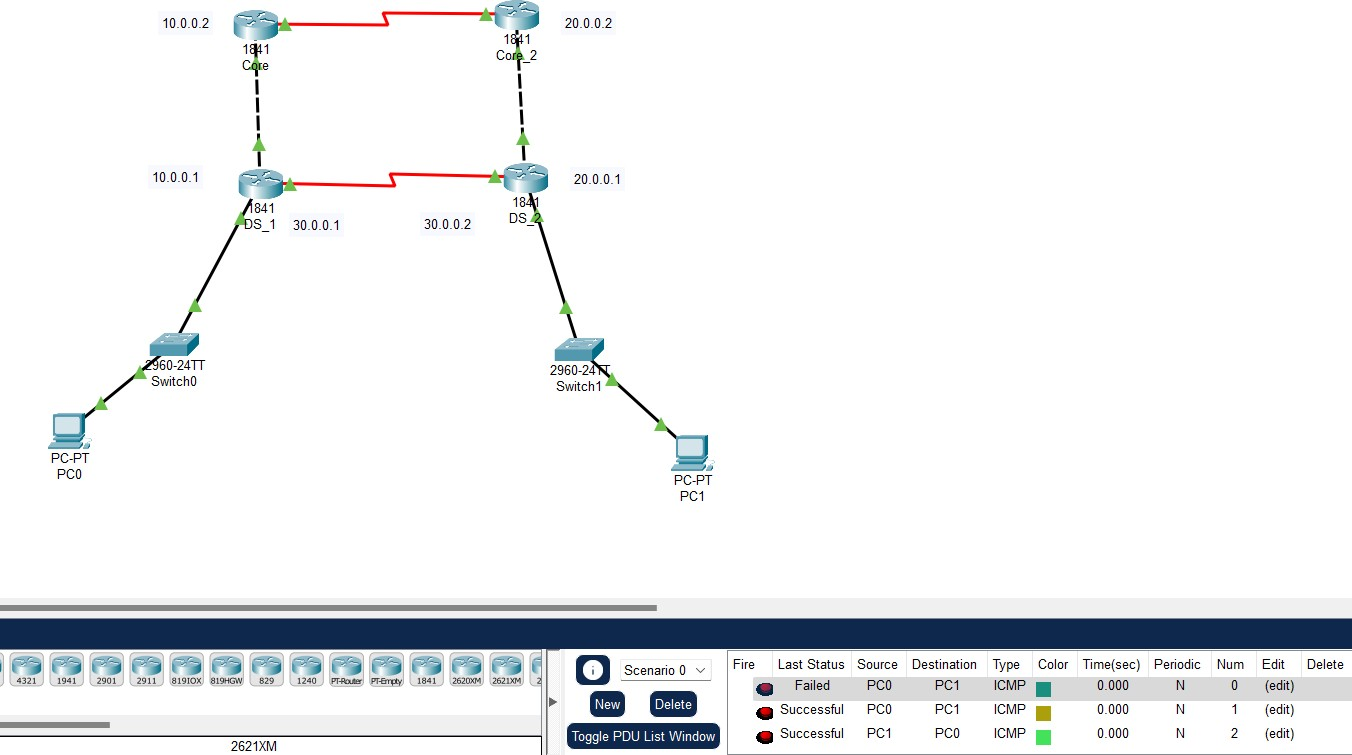 10.0.0.2
1841
Core
1841
Core_2
20.0.0.2
10.0.0.1
1841
DS_1
30.0.0.1
30.0.0.2
1841
DS_2
20.0.0.1
2960-24TT
Switch0
2960-24TT
Switch1
PC-PT
PC0
PC-PT
PC1
4321
1941
2901
2911
819IOX
819HGW
829
1240
PT-Router
PT-Empty
1841
2620XM
2621XM
2
2621XM
i
Scenario 0
New
Delete
Toggle PDU List Window
Fire Last Status Source Destination Type Color Time(sec) Periodic Num Edit Delete
Failed PC0 PC1 ICMP 0.000 N 0 (edit)
Successful PC0 PC1 ICMP 0.000 N 1 (edit)
Successful PC1 PC0 ICMP 0.000 N 2 (edit)